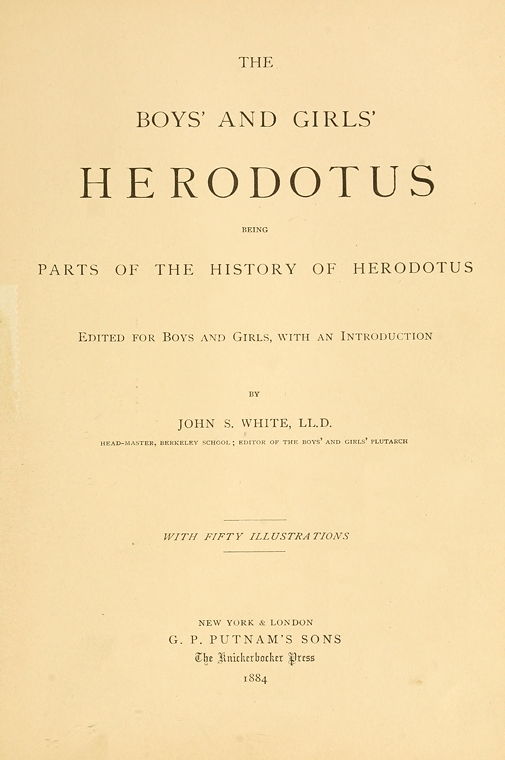 THE
BOYS' AND GIRLS'
HERODOTUS
BEING
PARTS OF THE HISTORY OF HERODOTUS
EDITED FOR BOYS AND GIRLS, WITH AN INTRODUCTION
BY
JOHN S. WHITE, LL.D.
HEAD-MASTER, BERKELEY SCHOOL; EDITOR OF THE BOYS' AND GIRLS' PLUTARCH
WITH FIFTY ILLUSTRATIONS
NEW YORK & LONDON
G. P. PUTNAM'S SONS
The Knickerbocker Press
1884